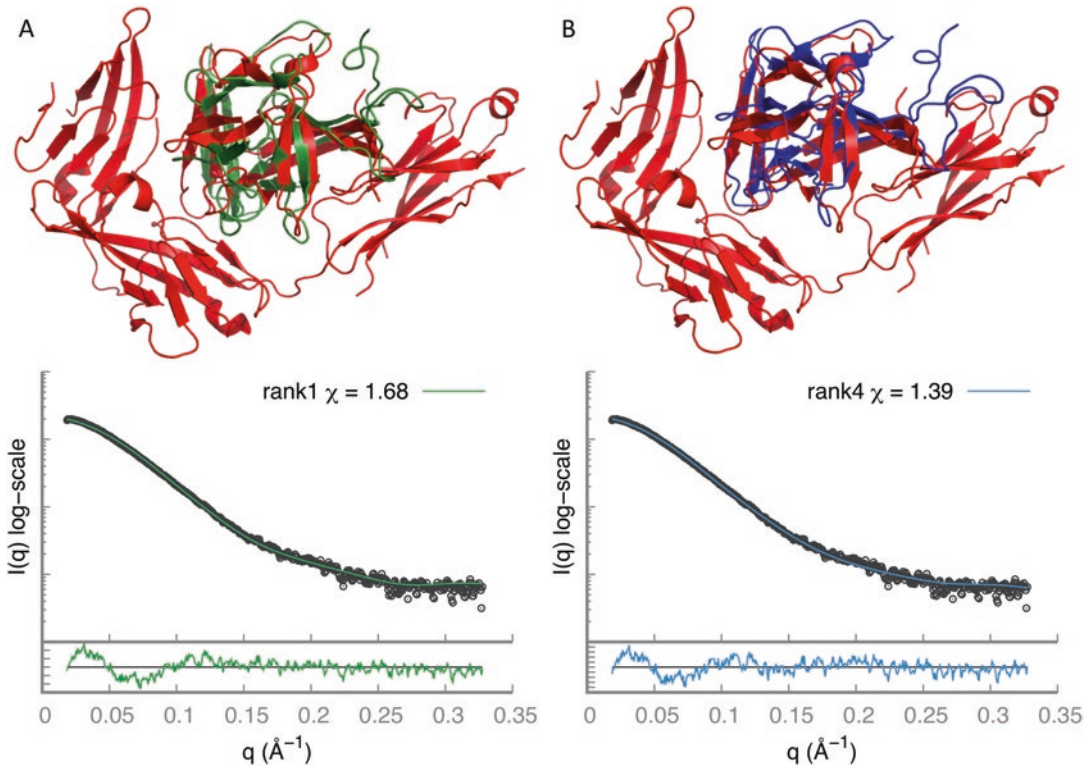 A
B
rank1 χ = 1.68
I(q) log−scale
0 0.05 0.1 0.15 0.2 0.25 0.3 0.35
q (Å⁻¹)
rank4 χ = 1.39
I(q) log−scale
0 0.05 0.1 0.15 0.2 0.25 0.3 0.35
q (Å⁻¹)